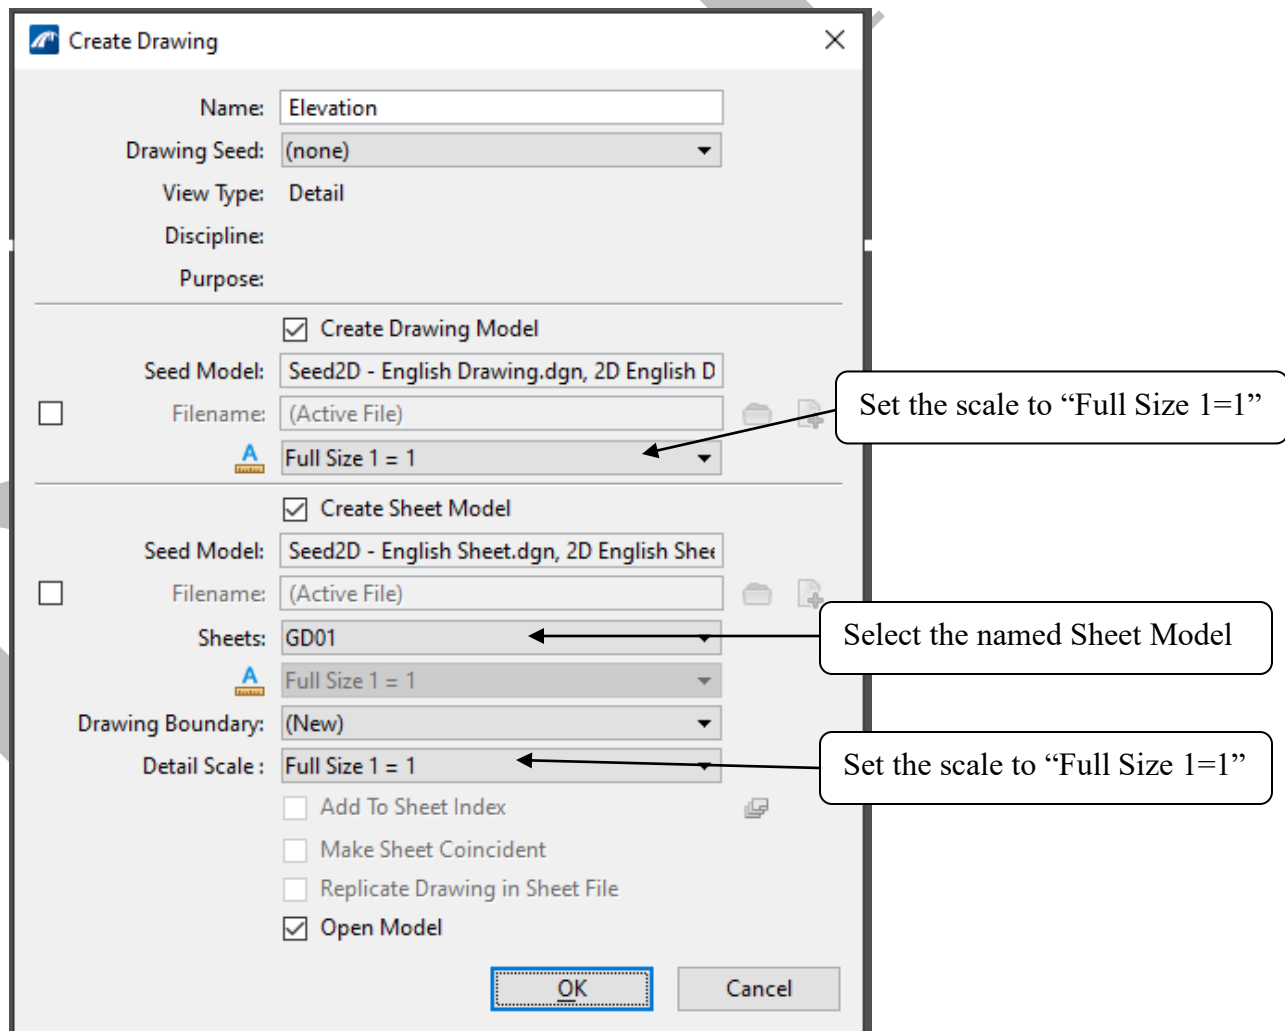 Create Drawing
Name: Elevation
Drawing Seed: (none)
View Type: Detail
Discipline:
Purpose:
Create Drawing Model
Seed Model: Seed2D - English Drawing.dgn, 2D English D
Filename: (Active File)
Set the scale to “Full Size 1=1”
A Full Size 1 = 1
Create Sheet Model
Seed Model: Seed2D - English Sheet.dgn, 2D English Shee
Filename: (Active File)
Sheets: GD01
Select the named Sheet Model
A Full Size 1 = 1
Drawing Boundary: (New)
Detail Scale : Full Size 1 = 1
Set the scale to “Full Size 1=1”
Add To Sheet Index
Make Sheet Coincident
Replicate Drawing in Sheet File
Open Model
OK Cancel